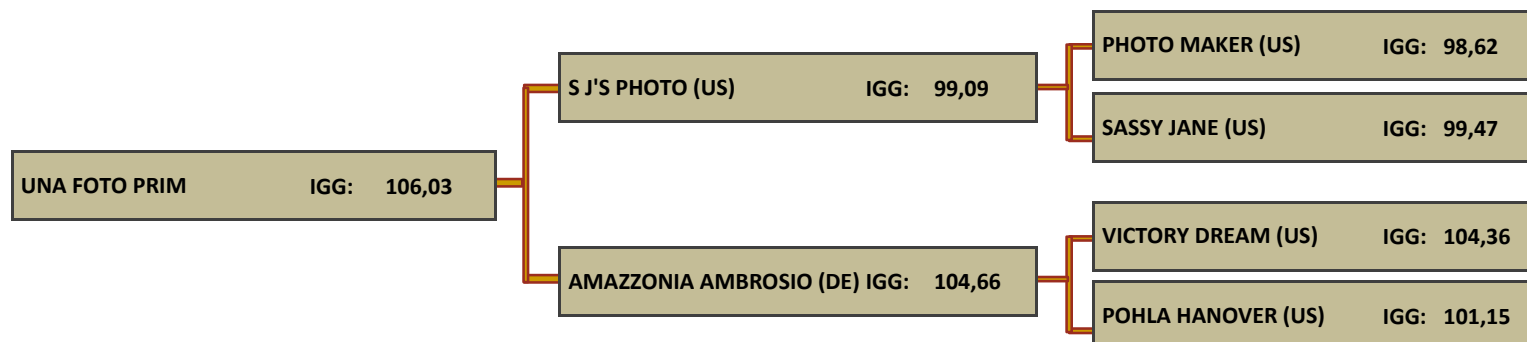 PHOTO MAKER (US) IGG: 98,62
S J'S PHOTO (US) IGG: 99,09
SASSY JANE (US) IGG: 99,47
UNA FOTO PRIM IGG: 106,03
VICTORY DREAM (US) IGG: 104,36
AMAZZONIA AMBROSIO (DE) IGG: 104,66
POHLA HANOVER (US) IGG: 101,15